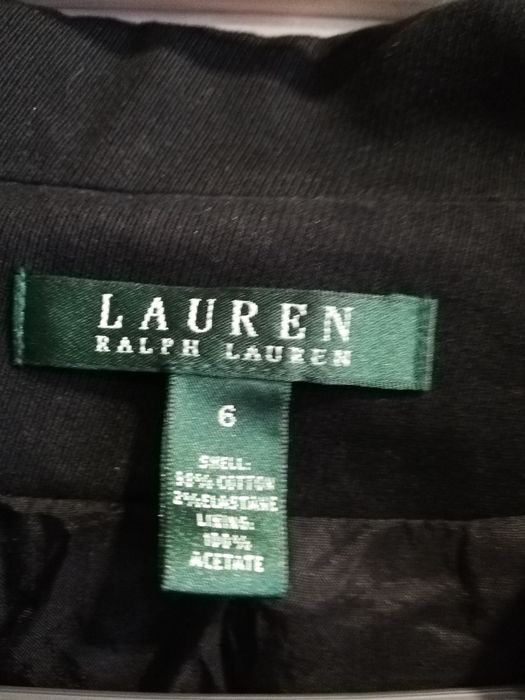 LAUREN
RALPH LAUREN
6
SHELL:
98% COTTON
2% ELASTANE
LINING:
100%
ACETATE